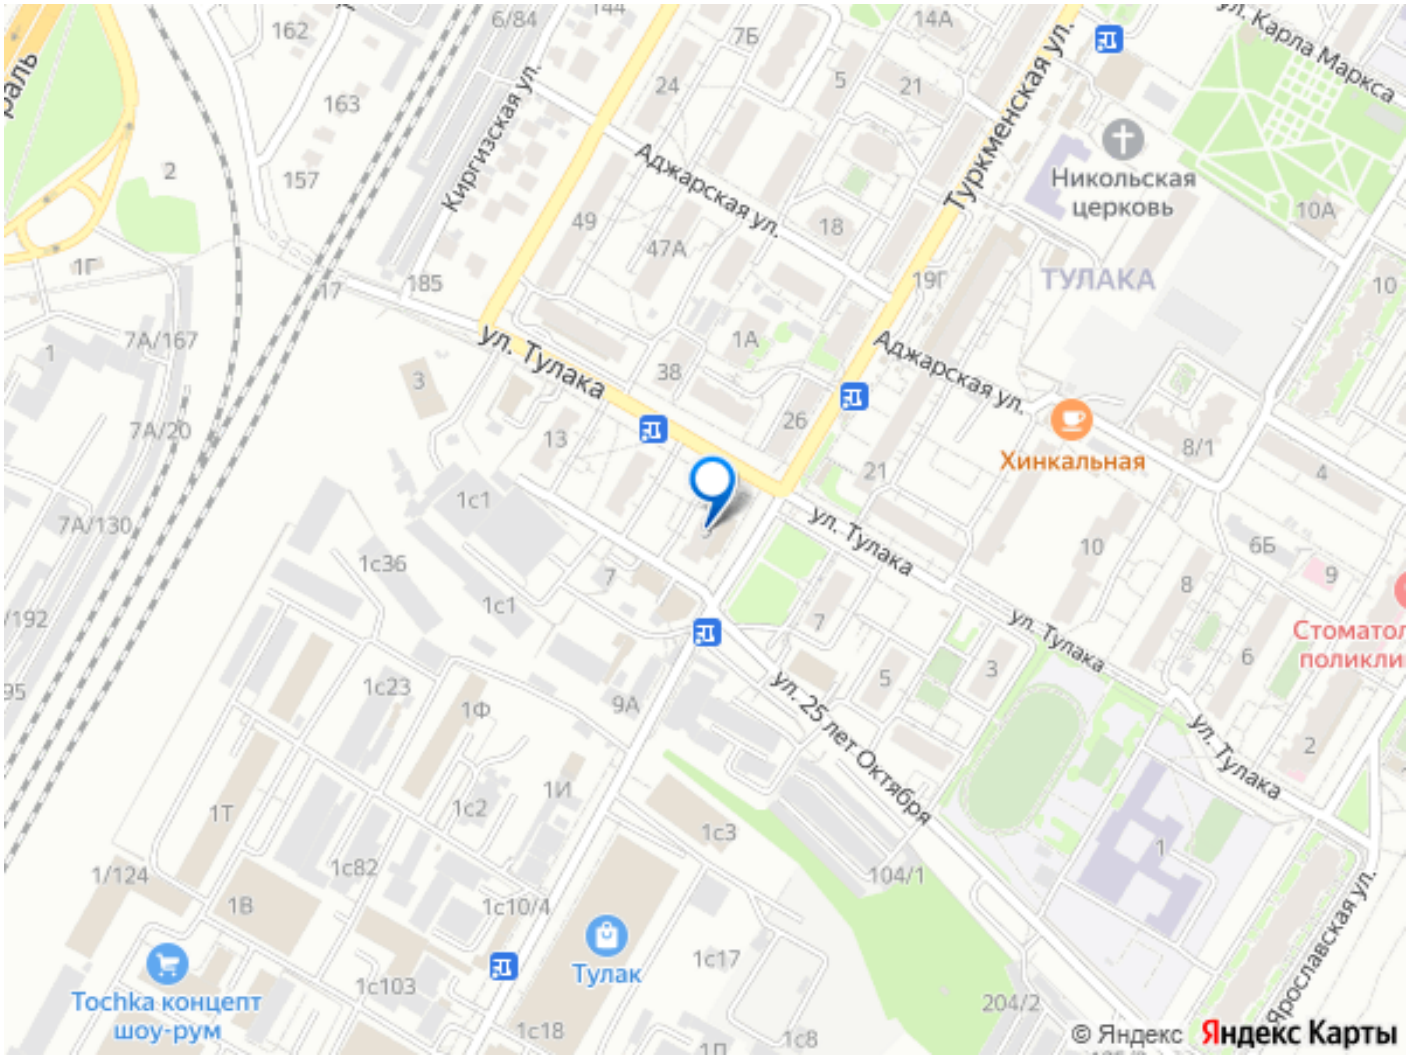 144
6/84
162
14А
7Б
ул. Карла Маркса
24
5
21
163
Киргизская ул.
Туркменская ул.
2
157
Аджарская ул.
Никольская
церковь
49
47А
18
10А
1Г
17
185
19Г
ТУЛАКА
10
7А/167
1
ул. Тулака
1А
38
3
Аджарская ул.
26
7А/20
13
Хинкальная
8/1
4
21
1с1
7А/130
ул. Тулака
10
6Б
9
1с36
7
8
1с1
7
ул. Тулака
6
Стоматол
поликли
/192
95
1с23
1Ф
9А
5
3
ул. 25 лет Октября
ул. Тулака
2
1Т
1с2
1И
1с3
1
1/124
1с82
104/1
1В
1с10/4
Тулак
1с17
Ярославская ул.
Tochka концепт
шоу-рум
1с103
204/2
1с18
1с8
1П
© Яндекс Яндекс Карты